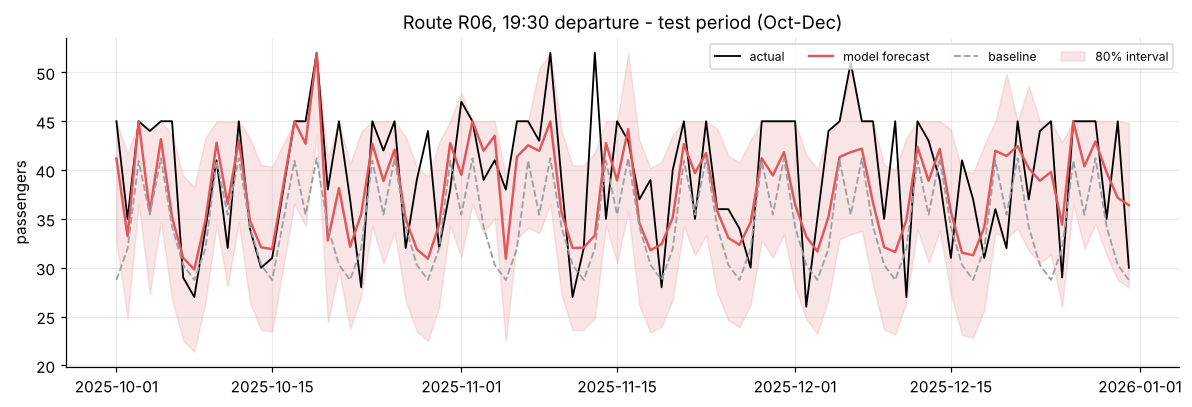 Route R06, 19:30 departure - test period (Oct-Dec)
actual
model forecast
baseline
80% interval
passengers
50
45
40
35
30
25
20
2025-10-01
2025-10-15
2025-11-01
2025-11-15
2025-12-01
2025-12-15
2026-01-01